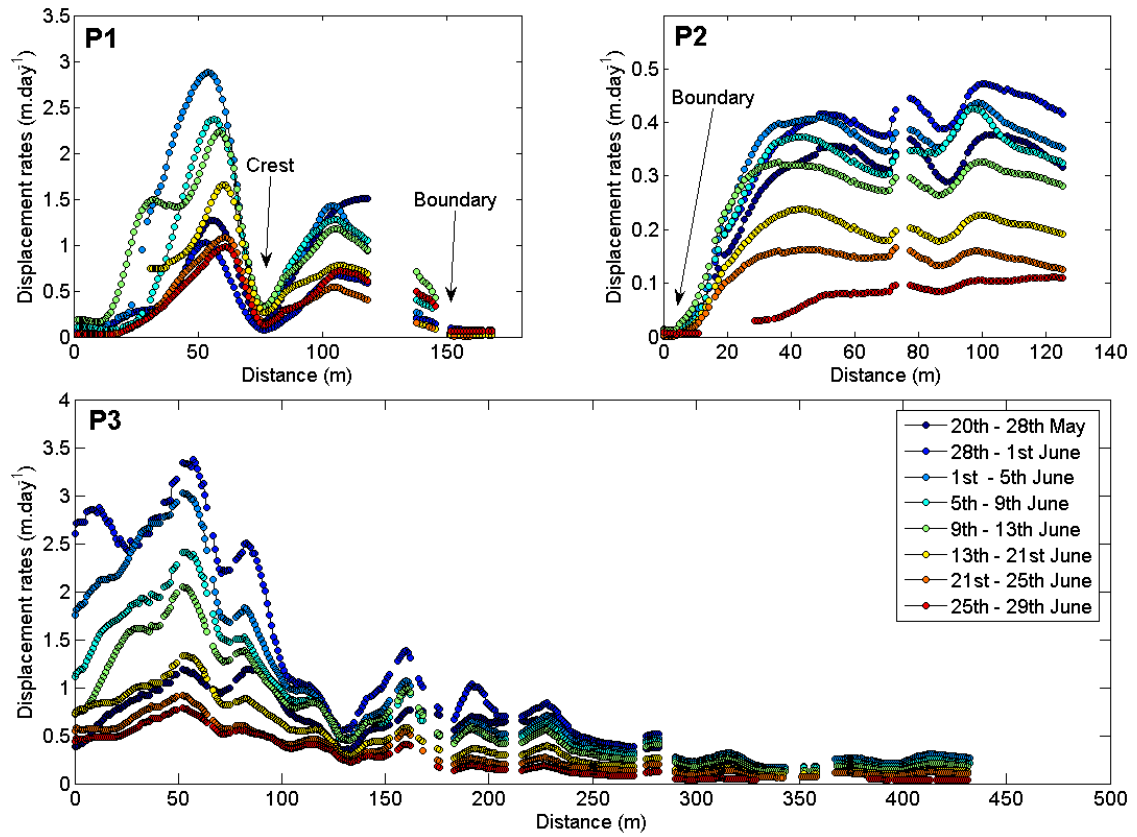 P1
Displacement rates (m.day-1)
3.5
3
2.5
2
1.5
1
0.5
0
Crest
Boundary
0 50 100 150
Distance (m)
P2
Displacement rates (m.day-1)
0.5
0.4
0.3
0.2
0.1
0
Boundary
0 20 40 60 80 100 120 140
Distance (m)
P3
Displacement rates (m.day-1)
4
3.5
3
2.5
2
1.5
1
0.5
0
20th - 28th May
28th - 1st June
1st - 5th June
5th - 9th June
9th - 13th June
13th - 21st June
21st - 25th June
25th - 29th June
0 50 100 150 200 250 300 350 400 450 500
Distance (m)